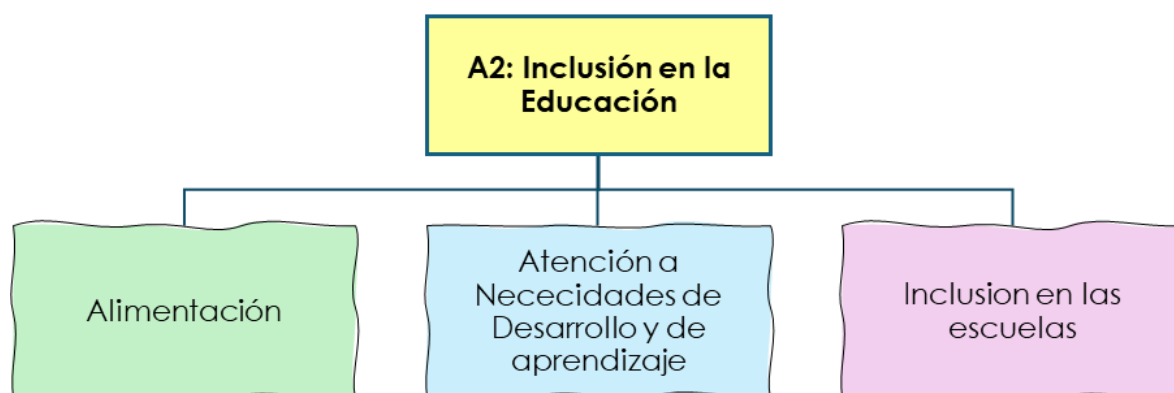 A2: Inclusión en la
Educación
Alimentación
Atención a
Nececidades de
Desarrollo y de
aprendizaje
Inclusion en las
escuelas